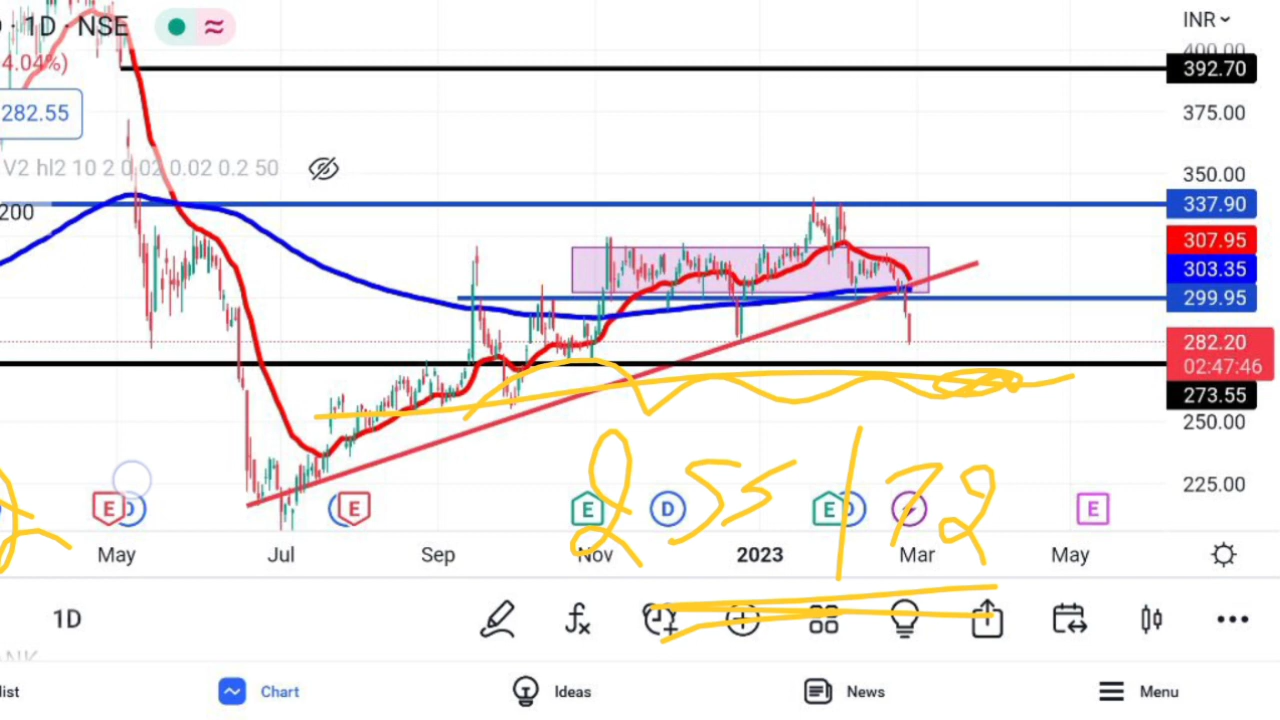 1D · NSE
INR
400.00
4.04%)
392.70
282.55
375.00
V2 hl2 10 2 0.02 0.02 0.2 50
350.00
200
337.90
307.95
303.35
299.95
282.20
02:47:46
273.55
250.00
255/72
225.00
E D E E D E D E
May Jul Sep Nov 2023 Mar May
1D
Chart Ideas News Menu